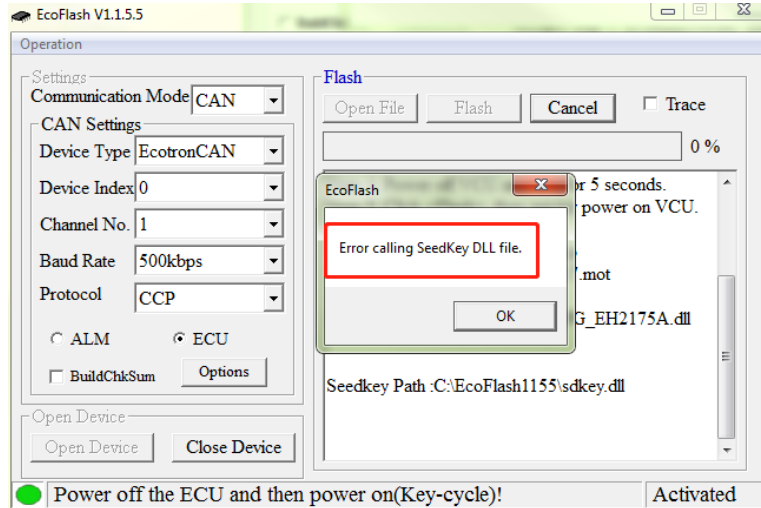 EcoFlash V1.1.5.5
Operation
Settings
Communication Mode CAN
CAN Settings
Device Type EcotronCAN
Device Index 0
Channel No. 1
Baud Rate 500kbps
Protocol CCP
ALM ECU
BuildChkSum Options
Open Device
Open Device Close Device
Flash
Open File Flash Cancel Trace
0 %
or 5 seconds.
power on VCU.
.mot
G_EH2175A.dll
Seedkey Path :C:\EcoFlash1155\sdkey.dll
EcoFlash
Error calling SeedKey DLL file.
OK
Power off the ECU and then power on(Key-cycle)! Activated